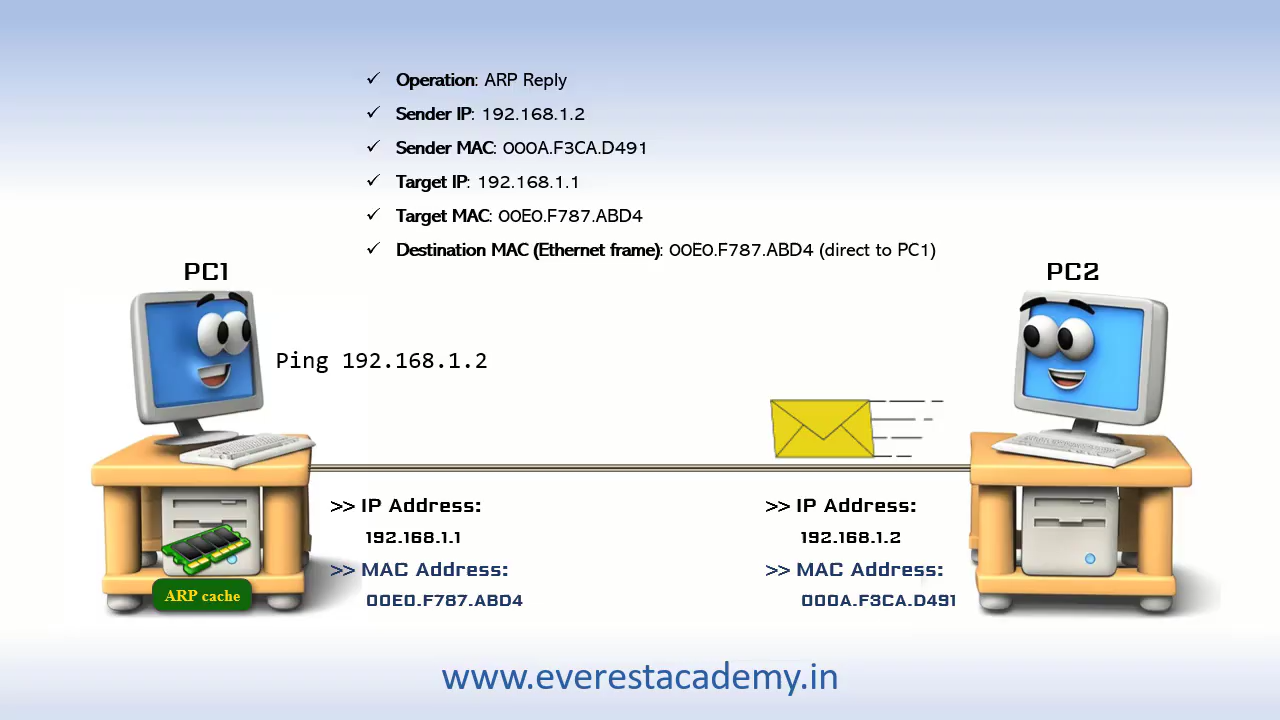 ✓ Operation: ARP Reply
✓ Sender IP: 192.168.1.2
✓ Sender MAC: 000A.F3CA.D491
✓ Target IP: 192.168.1.1
✓ Target MAC: 00E0.F787.ABD4
✓ Destination MAC (Ethernet frame): 00E0.F787.ABD4 (direct to PC1)
PC1
PC2
Ping 192.168.1.2
>> IP Address:
192.168.1.1
>> MAC Address:
00E0.F787.ABD4
>> IP Address:
192.168.1.2
>> MAC Address:
000A.F3CA.D491
ARP cache
www.everestacademy.in